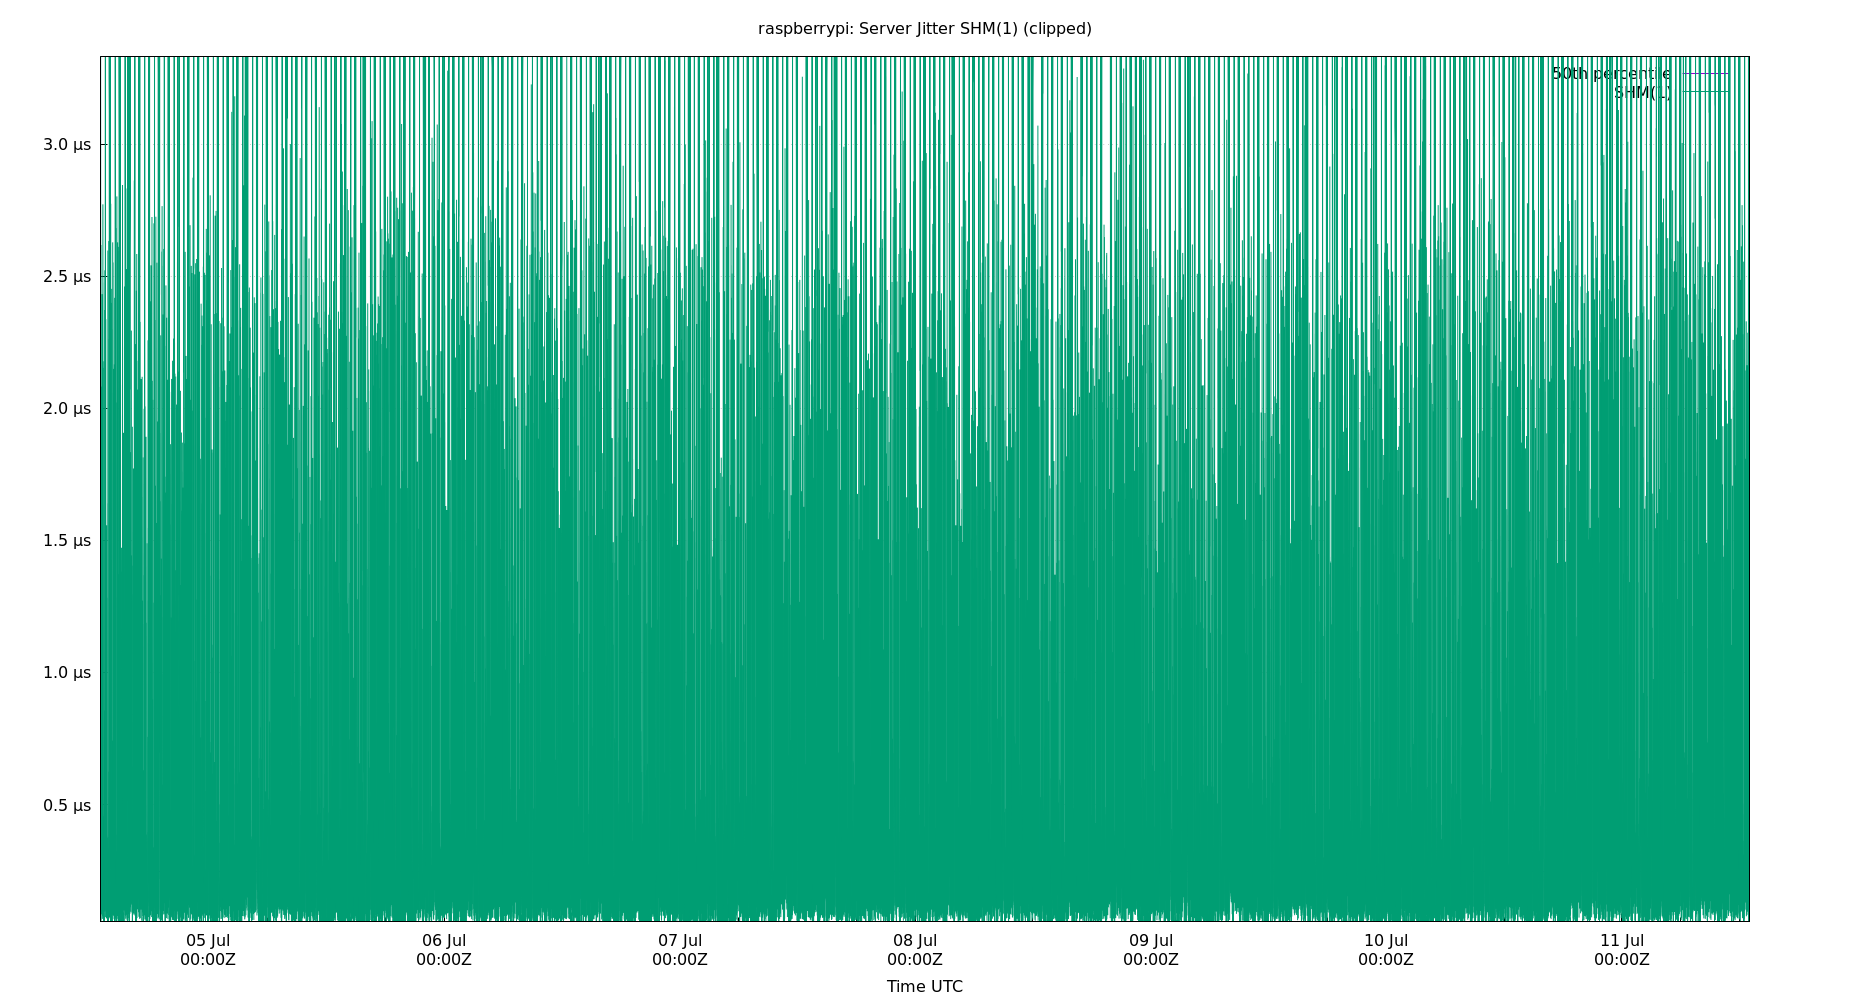 raspberrypi: Server Jitter SHM(1) (clipped)
50th percentile
SHM(1)
3.0 µs
2.5 µs
2.0 µs
1.5 µs
1.0 µs
0.5 µs
05 Jul 06 Jul 07 Jul 08 Jul 09 Jul 10 Jul 11 Jul
00:00Z 00:00Z 00:00Z 00:00Z 00:00Z 00:00Z 00:00Z
Time UTC